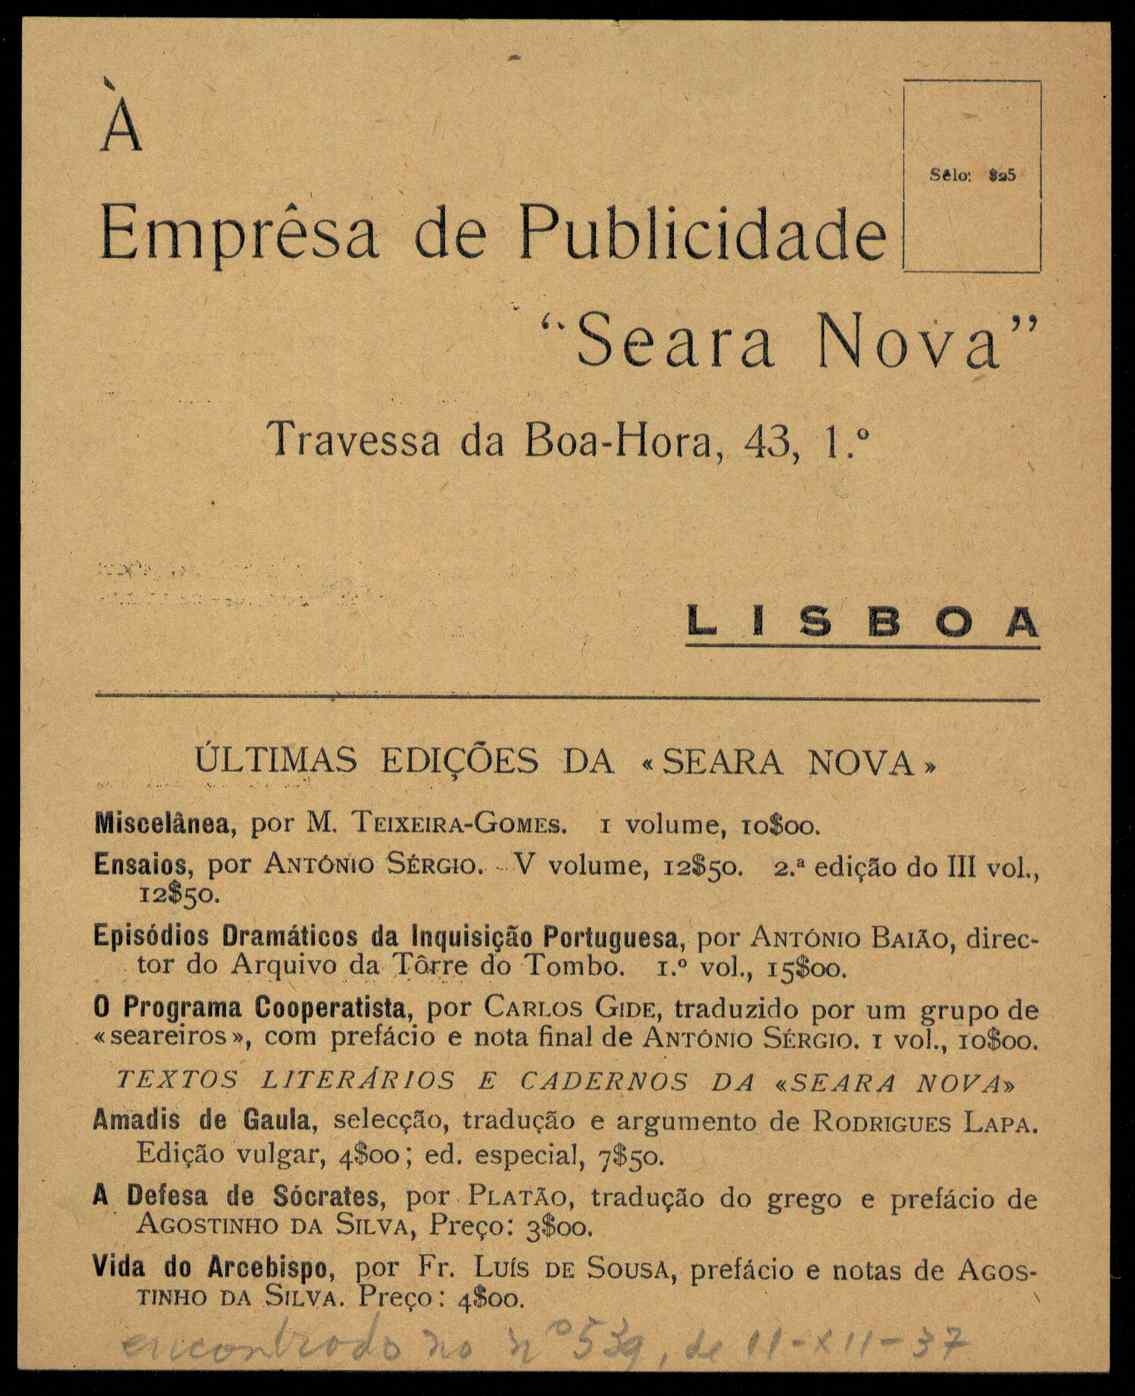 À
Sêlo: $25
Emprêsa de Publicidade
“Seara Nova”
Travessa da Boa-Hora, 43, 1.º
LISBOA
ÚLTIMAS EDIÇÕES DA «SEARA NOVA»
Miscelânea, por M. TEIXEIRA-GOMES. 1 volume, 10$00.
Ensaios, por ANTÓNIO SÉRGIO. V volume, 12$50. 2.ª edição do III vol.,
12$50.
Episódios Dramáticos da Inquisição Portuguesa, por ANTÓNIO BAIÃO, direc-
tor do Arquivo da Tôrre do Tombo. 1.º vol., 15$00.
O Programa Cooperatista, por CARLOS GIDE, traduzido por um grupo de
«seareiros», com prefácio e nota final de ANTÓNIO SÉRGIO. 1 vol., 10$00.
TEXTOS LITERÁRIOS E CADERNOS DA «SEARA NOVA»
Amadis de Gaula, selecção, tradução e argumento de RODRIGUES LAPA.
Edição vulgar, 4$00; ed. especial, 7$50.
A Defesa de Sócrates, por PLATÃO, tradução do grego e prefácio de
AGOSTINHO DA SILVA, Preço: 3$00.
Vida do Arcebispo, por Fr. LUÍS DE SOUSA, prefácio e notas de AGOS-
TINHO DA SILVA. Preço: 4$00.
encontrado no nº 539, de 11-XII-37